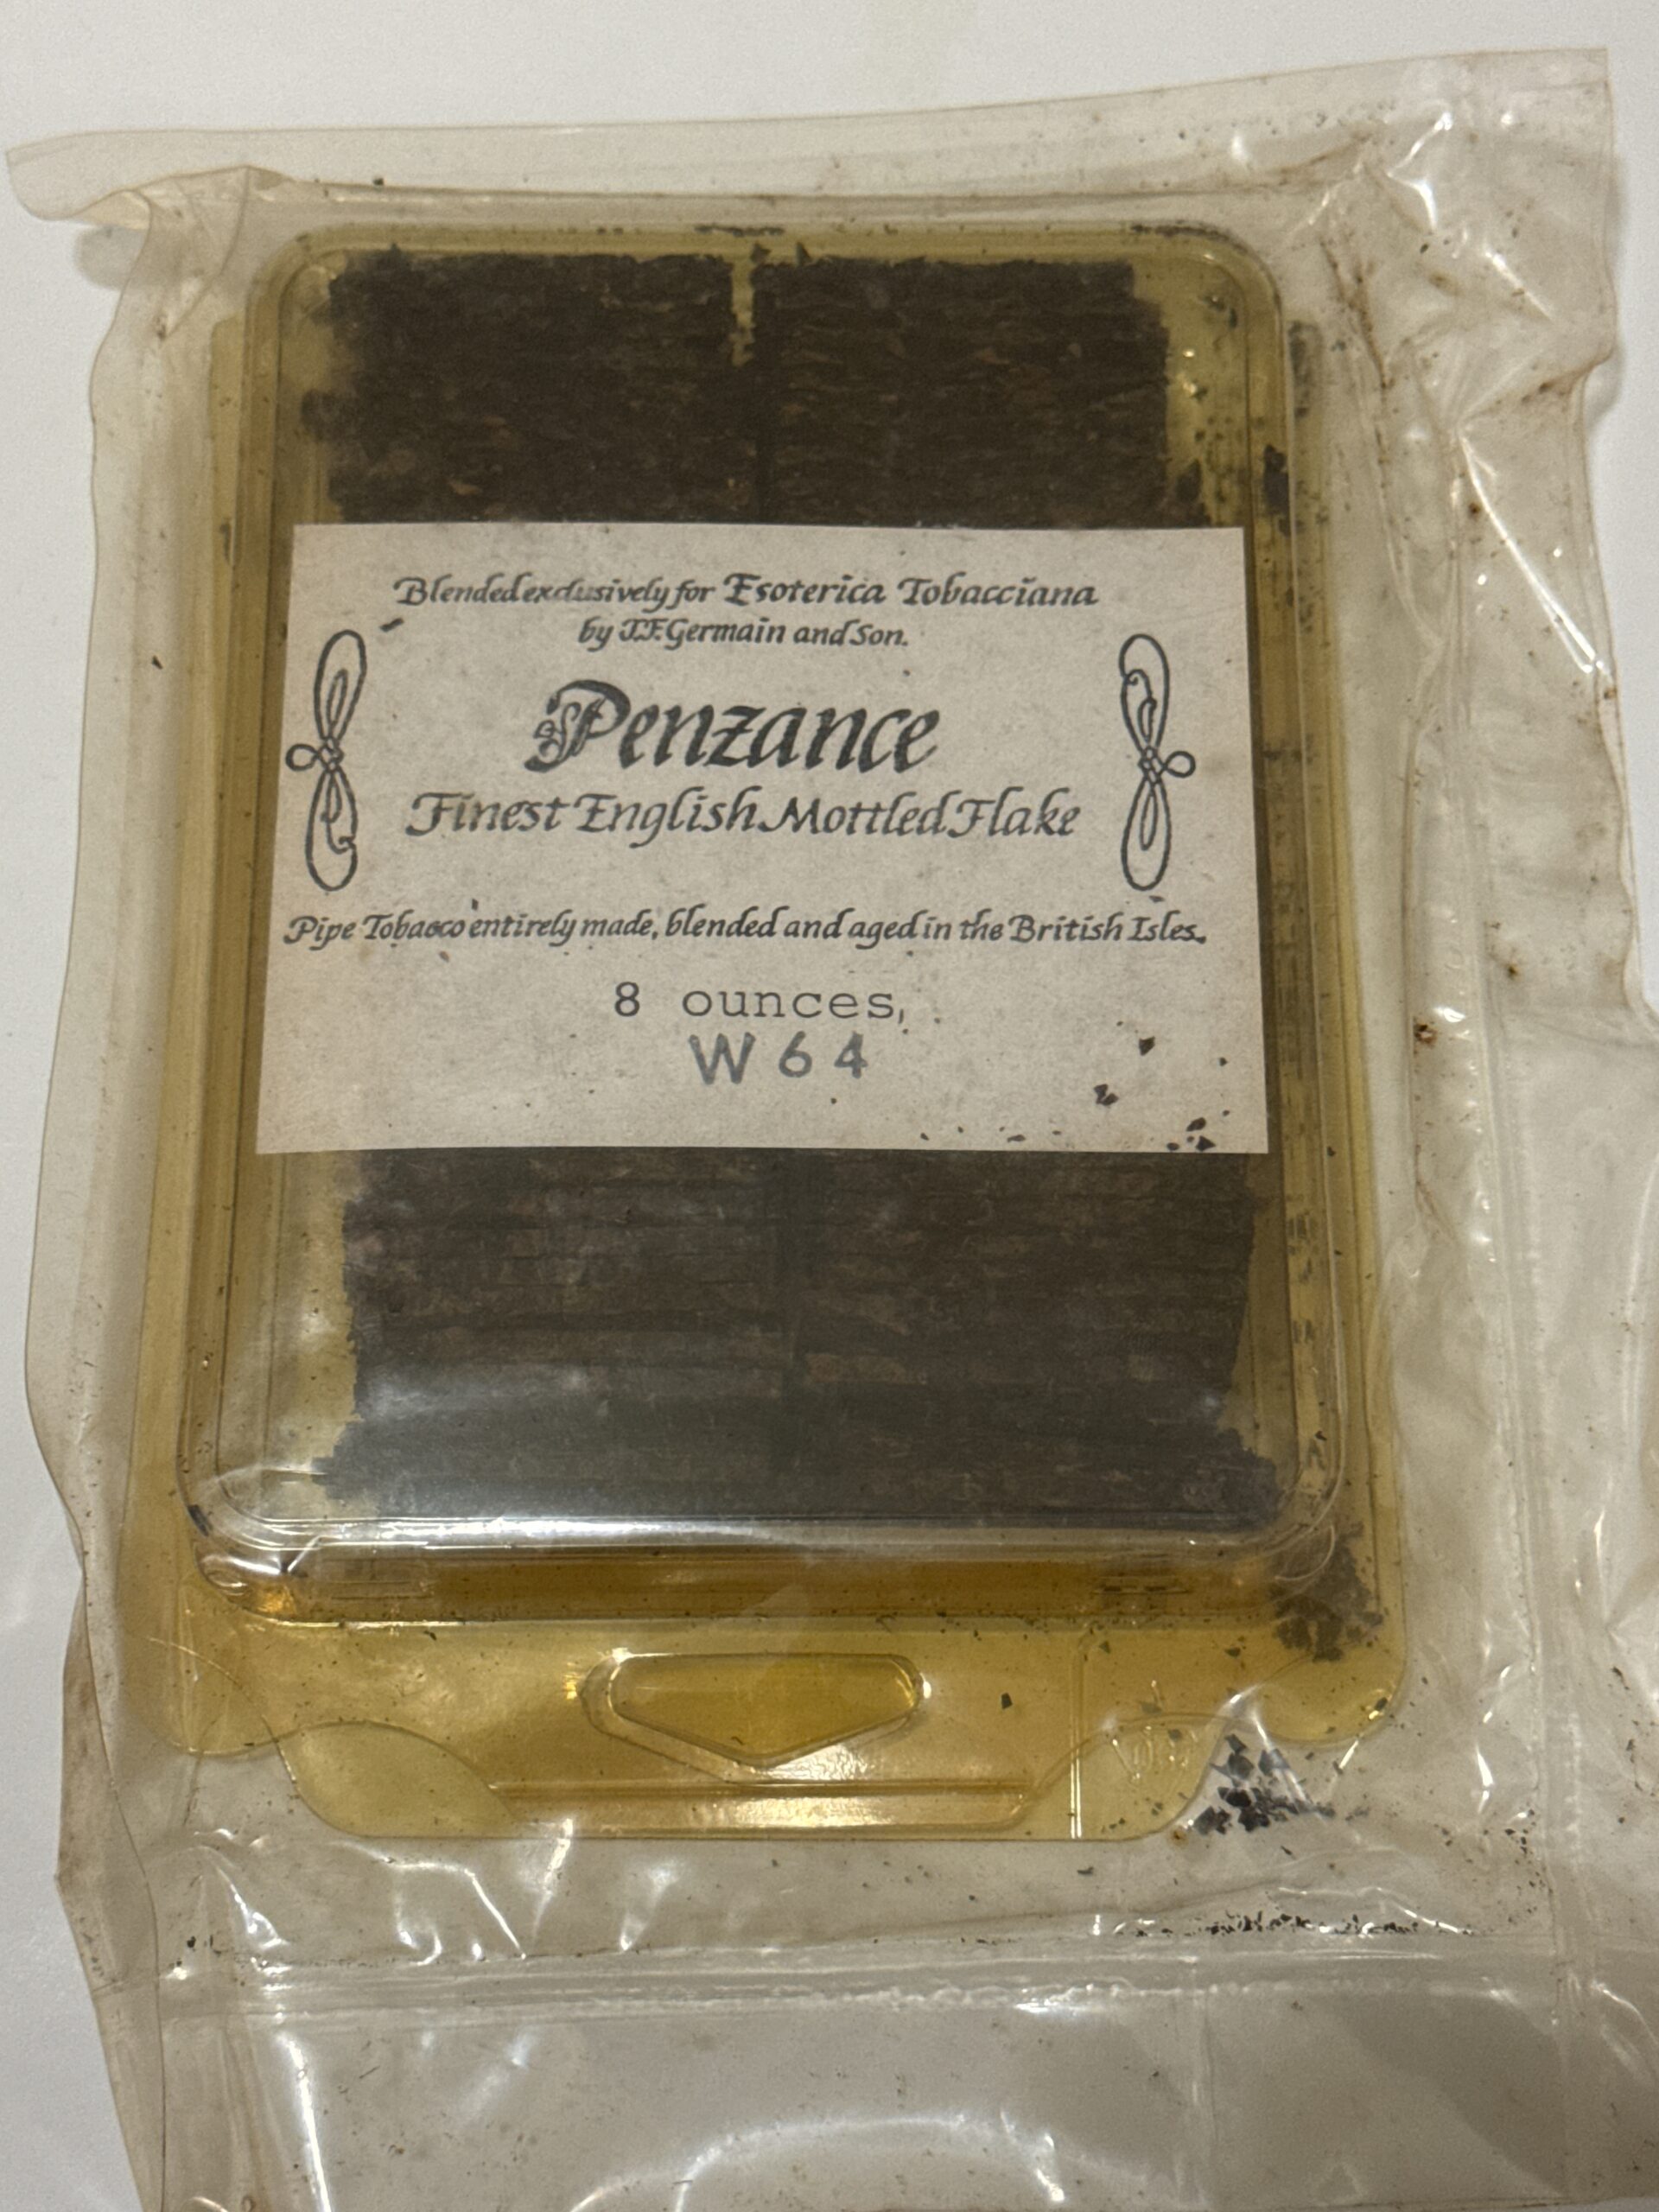 Blended exclusively for Esoterica Tobacciana
by J.F. Germain and Son.
Penzance
Finest English Mottled Flake
Pipe Tobacco entirely made, blended and aged in the British Isles.
8 ounces,
W64